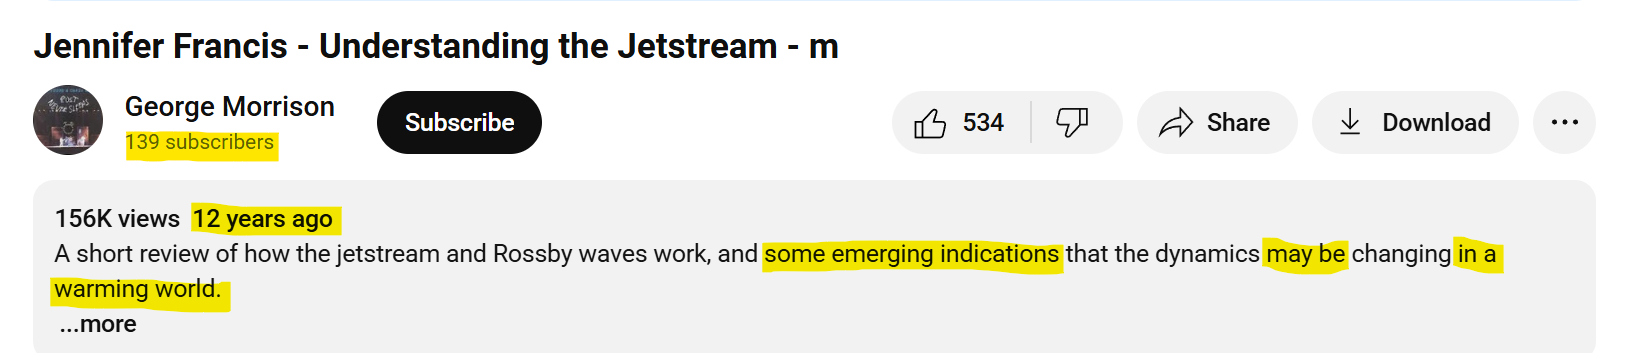 Jennifer Francis - Understanding the Jetstream - m
George Morrison
139 subscribers
Subscribe
534
Share
Download
156K views 12 years ago
A short review of how the jetstream and Rossby waves work, and some emerging indications that the dynamics may be changing in a
warming world.
...more